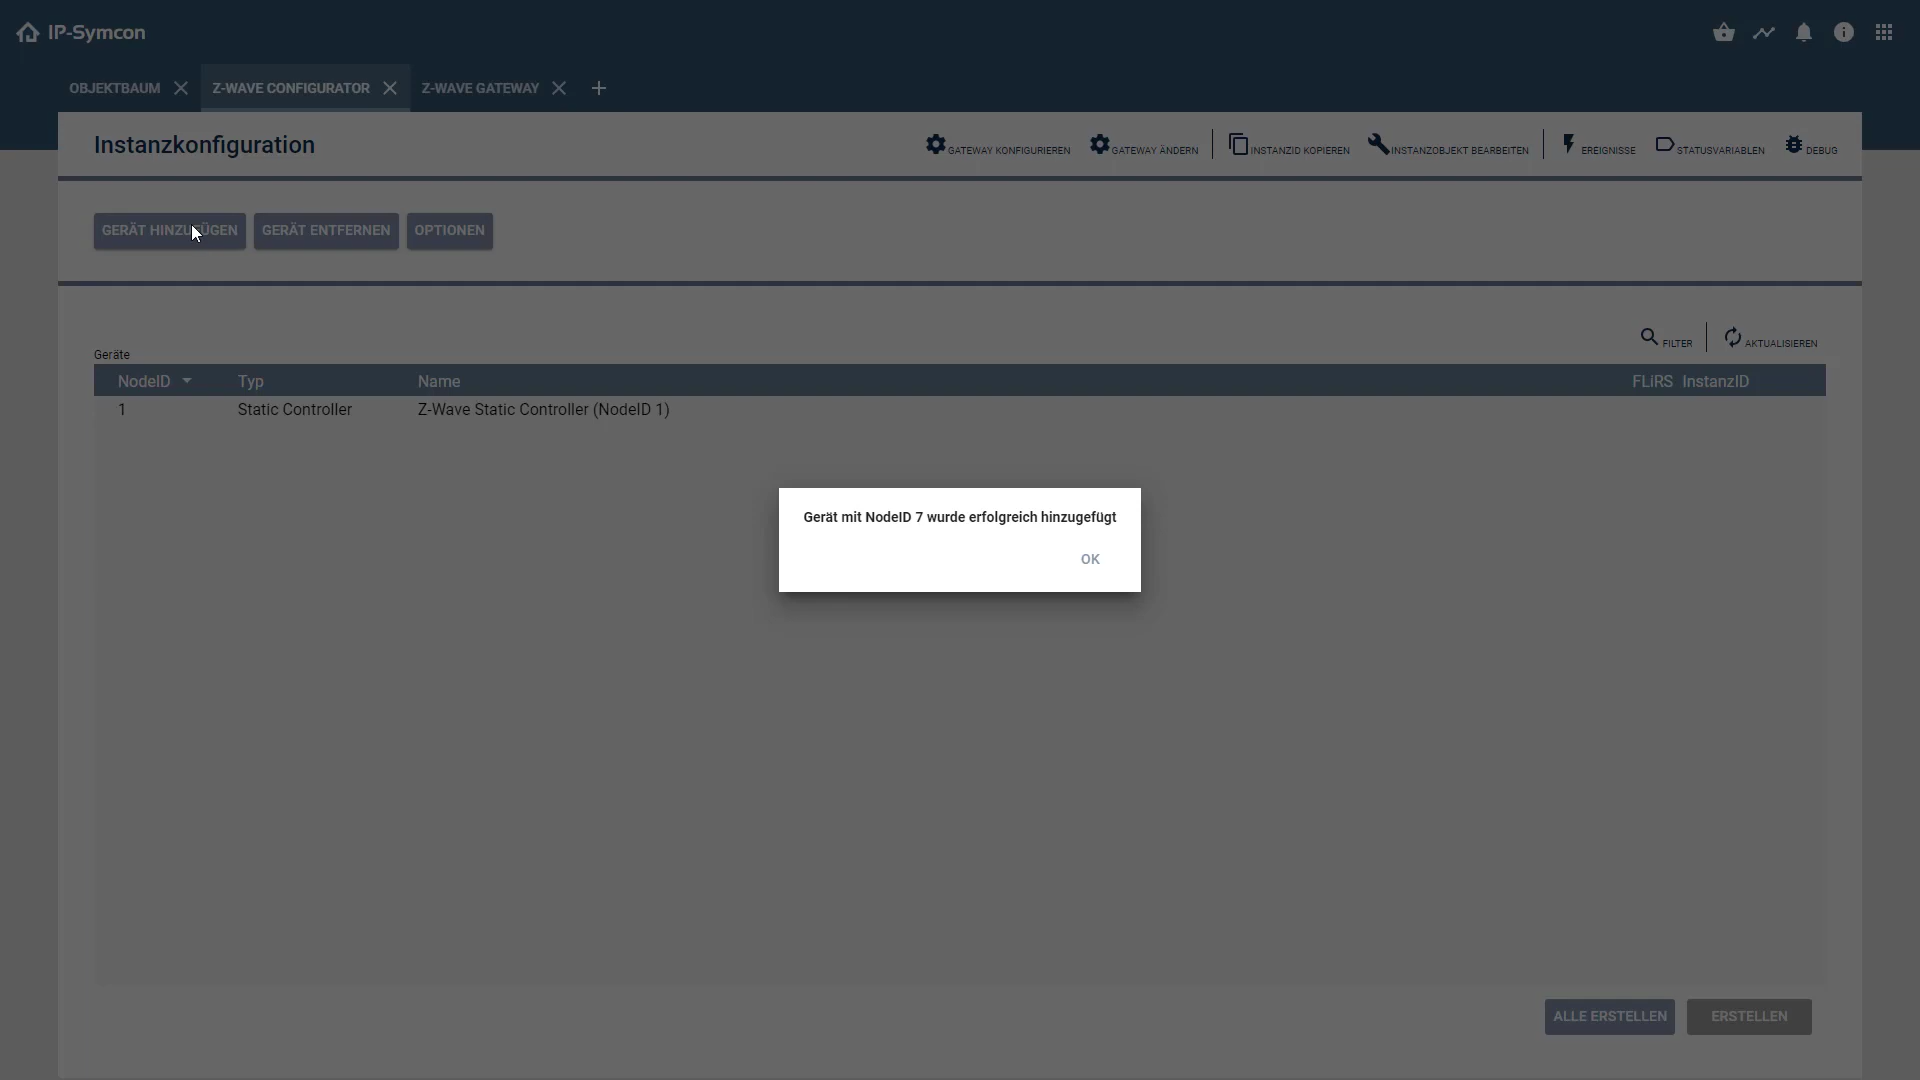 IP-Symcon
OBJEKTBAUM Z-WAVE CONFIGURATOR Z-WAVE GATEWAY
Instanzkonfiguration
GATEWAY KONFIGURIEREN GATEWAY ÄNDERN INSTANZID KOPIEREN INSTANZOBJEKT BEARBEITEN EREIGNISSE STATUSVARIABLEN DEBUG
GERÄT HINZUFÜGEN GERÄT ENTFERNEN OPTIONEN
FILTER AKTUALISIEREN
Geräte
NodeID Typ Name FLiRS InstanzID
1 Static Controller Z-Wave Static Controller (NodeID 1)
Gerät mit NodeID 7 wurde erfolgreich hinzugefügt
OK
ALLE ERSTELLEN ERSTELLEN